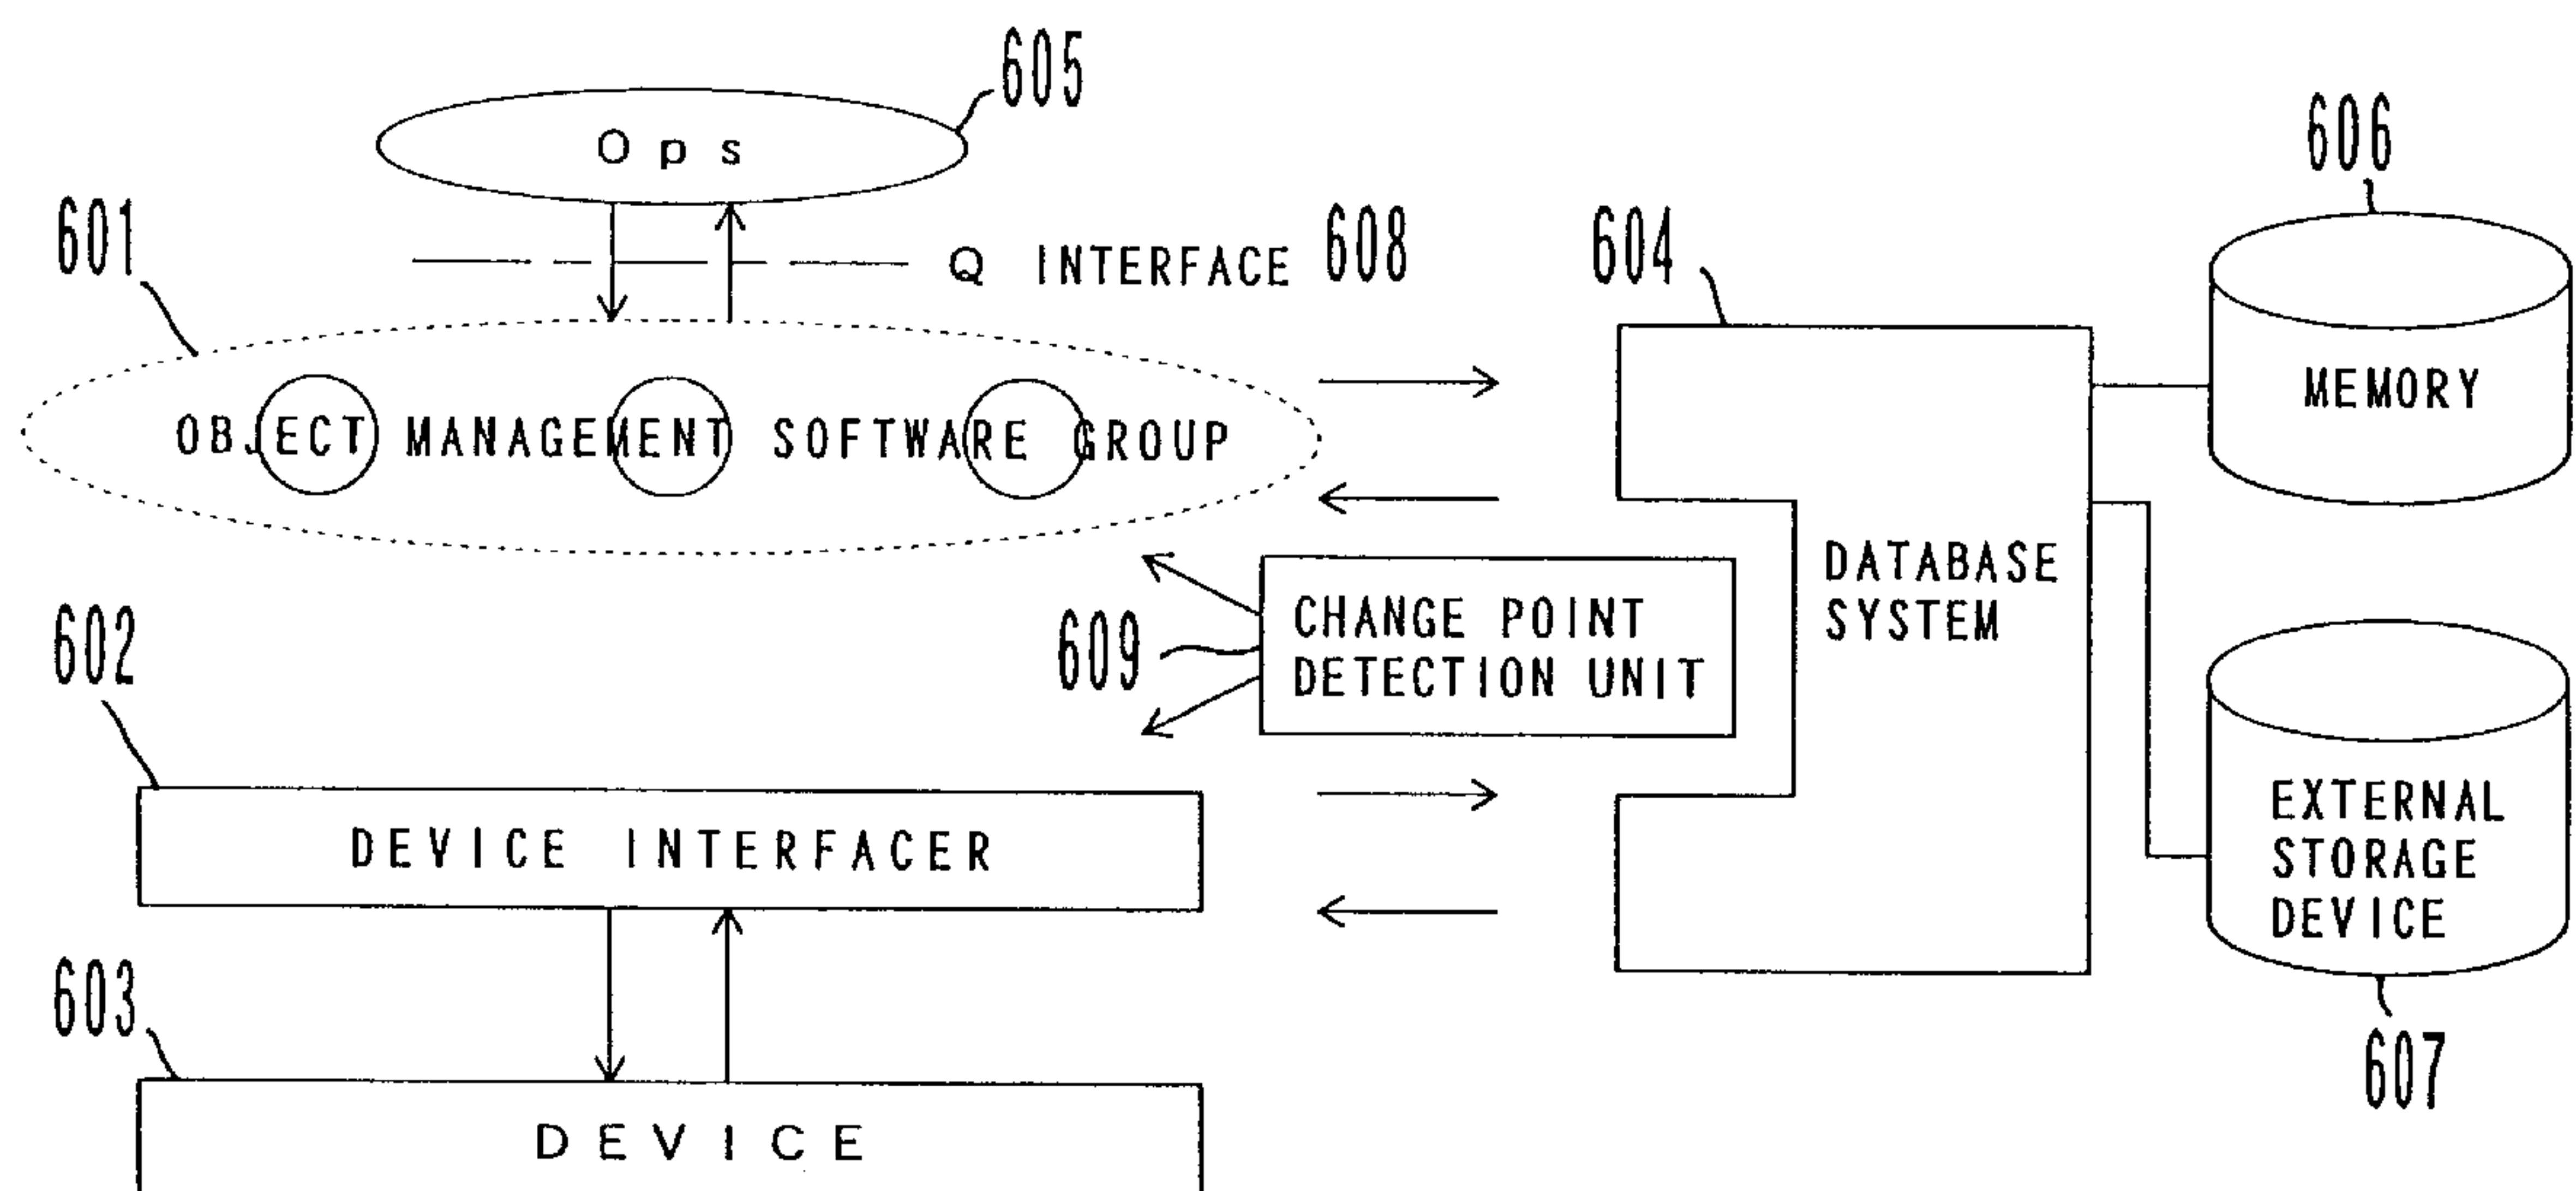 605
Ops
606
601
Q INTERFACE 608
604
MEMORY
OBJECT MANAGEMENT SOFTWARE GROUP
DATABASE
SYSTEM
CHANGE POINT
DETECTION UNIT
609
602
EXTERNAL
STORAGE
DEVICE
DEVICE INTERFACER
603
607
DEVICE